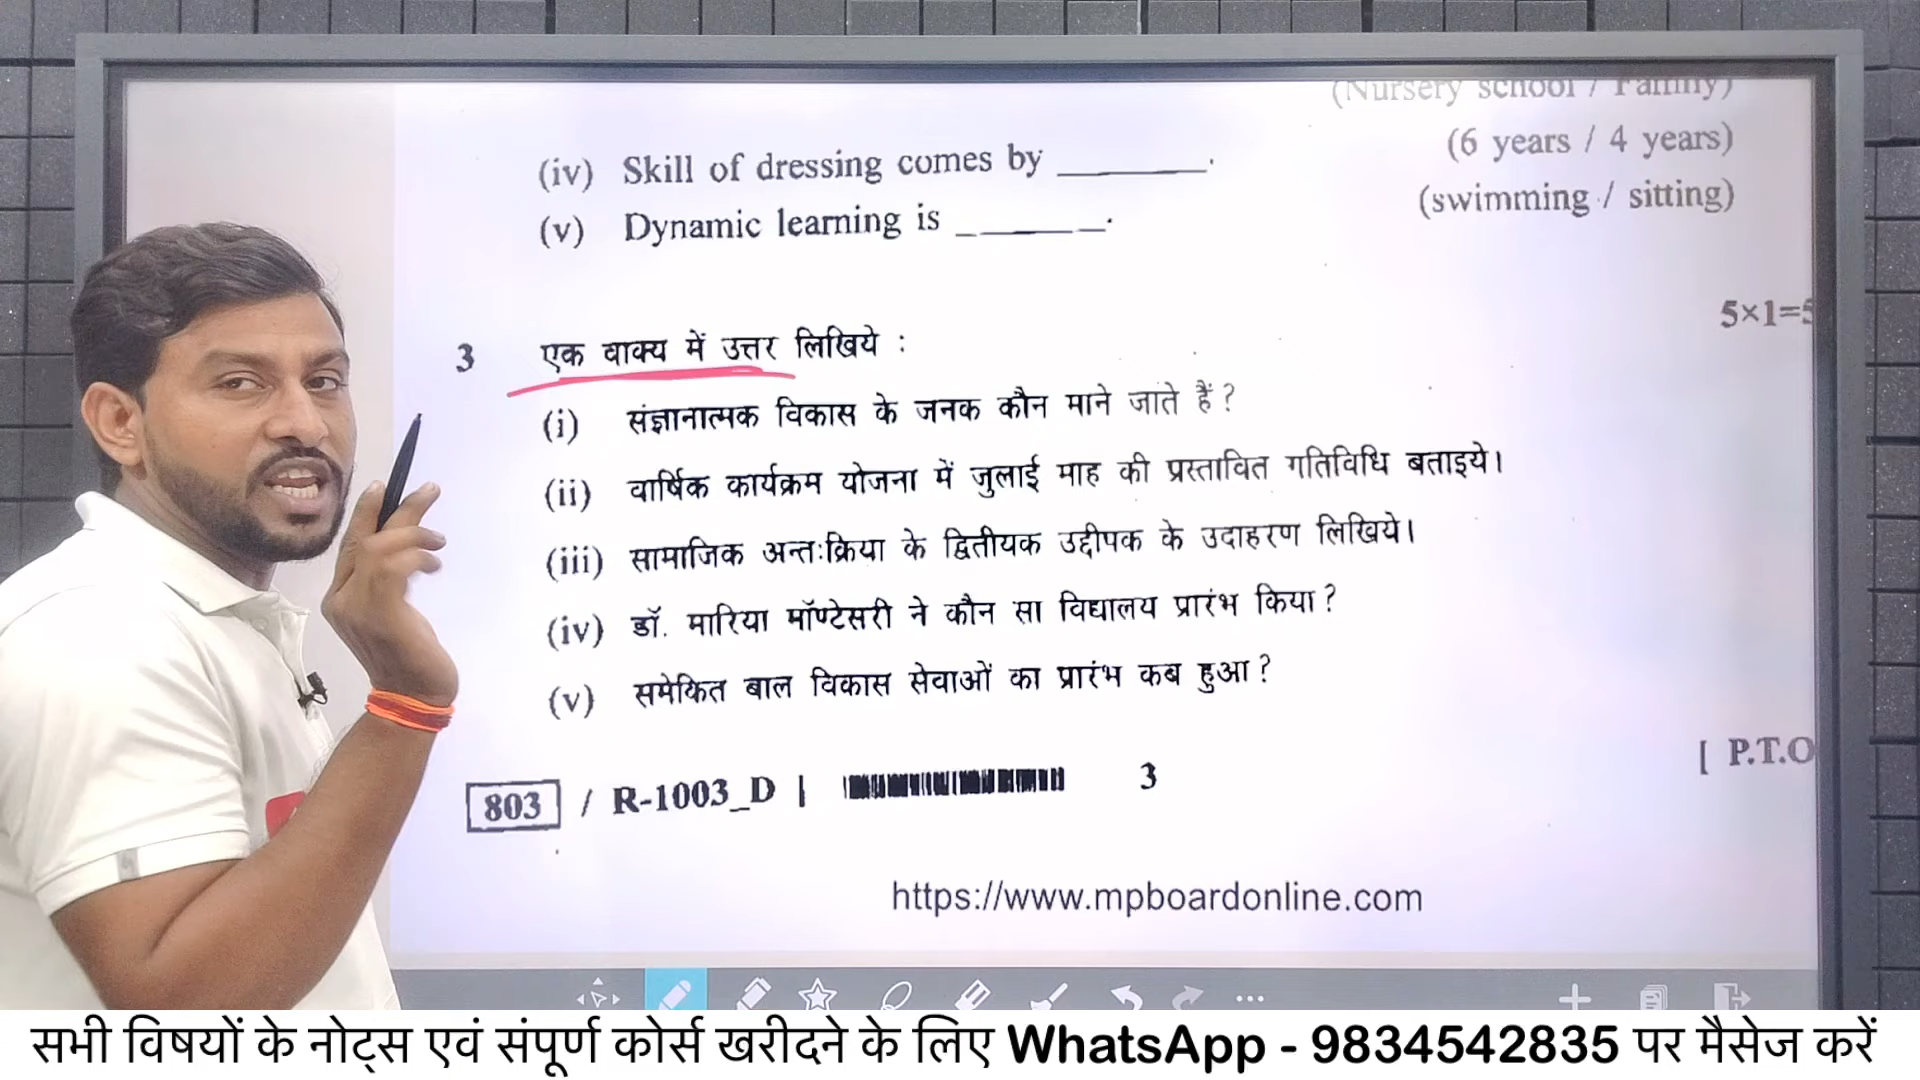 (Nursery school / Family)
(iv) Skill of dressing comes by ________. (6 years / 4 years)
(v) Dynamic learning is ________. (swimming / sitting)
5×1=5
3 एक वाक्य में उत्तर लिखिये :
(i) संज्ञानात्मक विकास के जनक कौन माने जाते हैं ?
(ii) वार्षिक कार्यक्रम योजना में जुलाई माह की प्रस्तावित गतिविधि बताइये।
(iii) सामाजिक अन्तःक्रिया के द्वितीयक उद्दीपक के उदाहरण लिखिये।
(iv) डॉ. मारिया मॉण्टेसरी ने कौन सा विद्यालय प्रारंभ किया ?
(v) समेकित बाल विकास सेवाओं का प्रारंभ कब हुआ ?
803 / R-1003_D | 3 [ P.T.O
https://www.mpboardonline.com
सभी विषयों के नोट्स एवं संपूर्ण कोर्स खरीदने के लिए WhatsApp - 9834542835 पर मैसेज करें